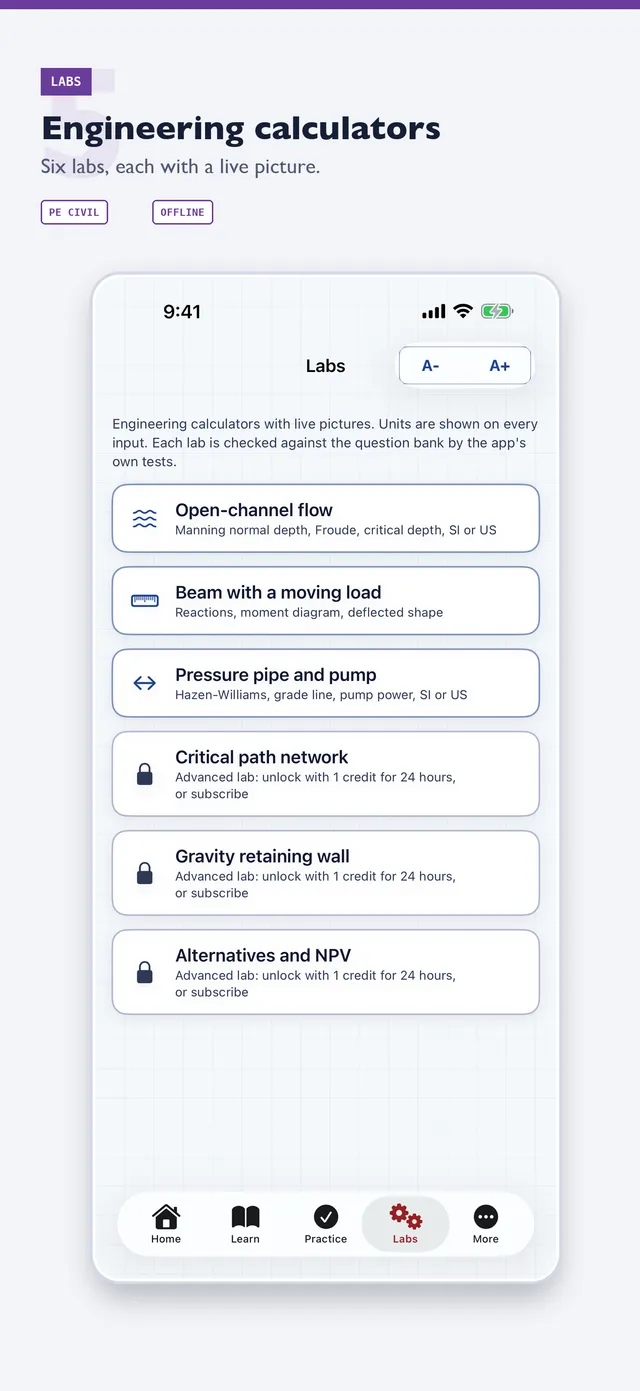 LABS
5
Engineering calculators
Six labs, each with a live picture.
PE CIVIL
OFFLINE
9:41
Labs
A-
A+
Engineering calculators with live pictures. Units are shown on every
input. Each lab is checked against the question bank by the app's
own tests.
Open-channel flow
Manning normal depth, Froude, critical depth, SI or US
Beam with a moving load
Reactions, moment diagram, deflected shape
Pressure pipe and pump
Hazen-Williams, grade line, pump power, SI or US
Critical path network
Advanced lab: unlock with 1 credit for 24 hours,
or subscribe
Gravity retaining wall
Advanced lab: unlock with 1 credit for 24 hours,
or subscribe
Alternatives and NPV
Advanced lab: unlock with 1 credit for 24 hours,
or subscribe
Home
Learn
Practice
Labs
More